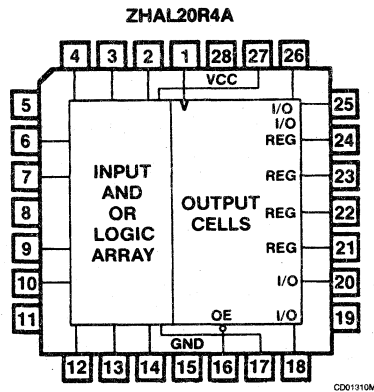 ZHAL20R4A
4 3 2 1 28 27 26
VCC
5 I/O 25
I/O
6 REG 24
7 INPUT AND OR LOGIC ARRAY REG 23
8 OUTPUT CELLS REG 22
9 REG 21
10 I/O 20
11 OE I/O 19
GND
12 13 14 15 16 17 18
CD01310M